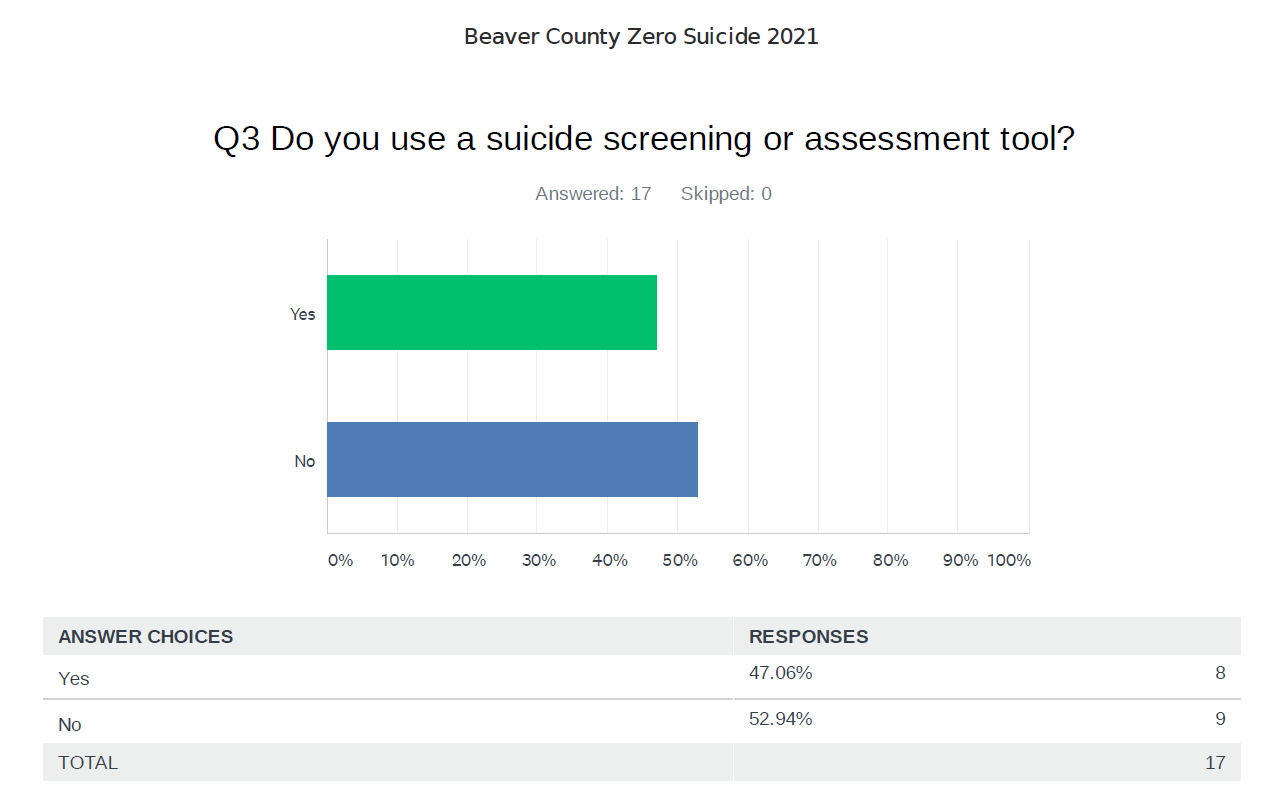 Beaver County Zero Suicide 2021
Q3 Do you use a suicide screening or assessment tool?
Answered: 17 Skipped: 0
Yes
No
0% 10% 20% 30% 40% 50% 60% 70% 80% 90% 100%
ANSWER CHOICES RESPONSES
Yes 47.06% 8
No 52.94% 9
TOTAL 17